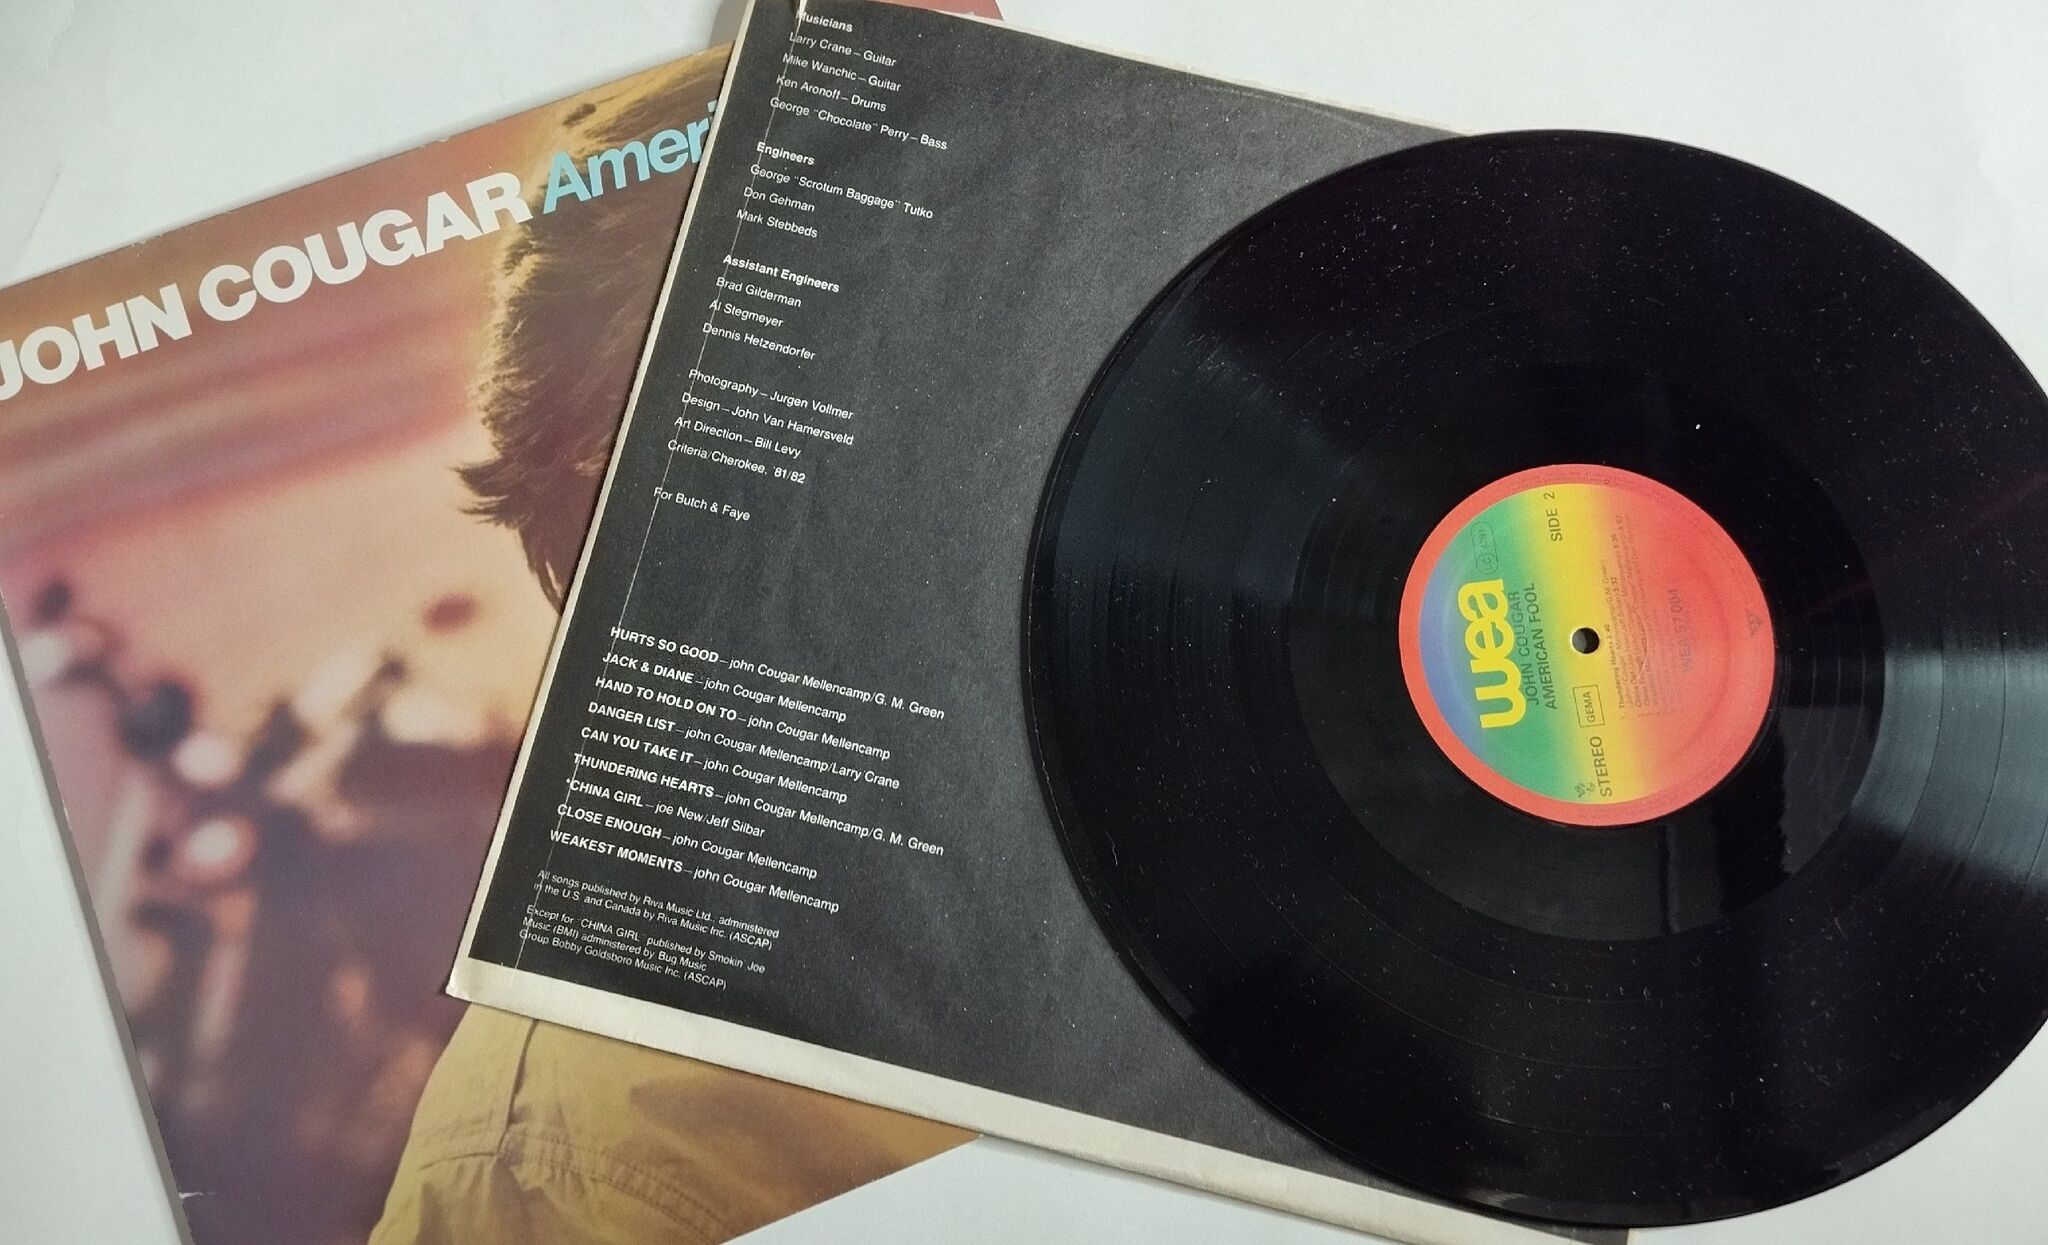 JOHN COUGAR Ameri
Musicians
Larry Crane – Guitar
Mike Wanchic – Guitar
Ken Aronoff – Drums
George "Chocolate" Perry – Bass
Engineers
George "Scrotum Baggage" Tutko
Don Gehman
Mark Stebbeds
Assistant Engineers
Brad Gilderman
Al Stegmeyer
Dennis Hetzendorfer
Photography – Jurgen Vollmer
Design – John Van Hamersveld
Art Direction – Bill Levy
Criteria/Cherokee, '81/82
For Butch & Faye
HURTS SO GOOD – john Cougar Mellencamp/G. M. Green
JACK & DIANE – john Cougar Mellencamp
HAND TO HOLD ON TO – john Cougar Mellencamp
DANGER LIST – john Cougar Mellencamp/Larry Crane
CAN YOU TAKE IT – john Cougar Mellencamp
THUNDERING HEARTS – john Cougar Mellencamp/G. M. Green
*CHINA GIRL – joe New/Jeff Silbar
CLOSE ENOUGH – john Cougar Mellencamp
WEAKEST MOMENTS – john Cougar Mellencamp
All songs published by Riva Music Ltd., administered
in the U.S. and Canada by Riva Music Inc. (ASCAP)
Except for "CHINA GIRL" published by Smokin' Joe
Music (BMI) administered by Bug Music
Group Bobby Goldsboro Music Inc. (ASCAP)
wea
LC 4281
JOHN COUGAR
AMERICAN FOOL
STEREO GEMA SIDE 2